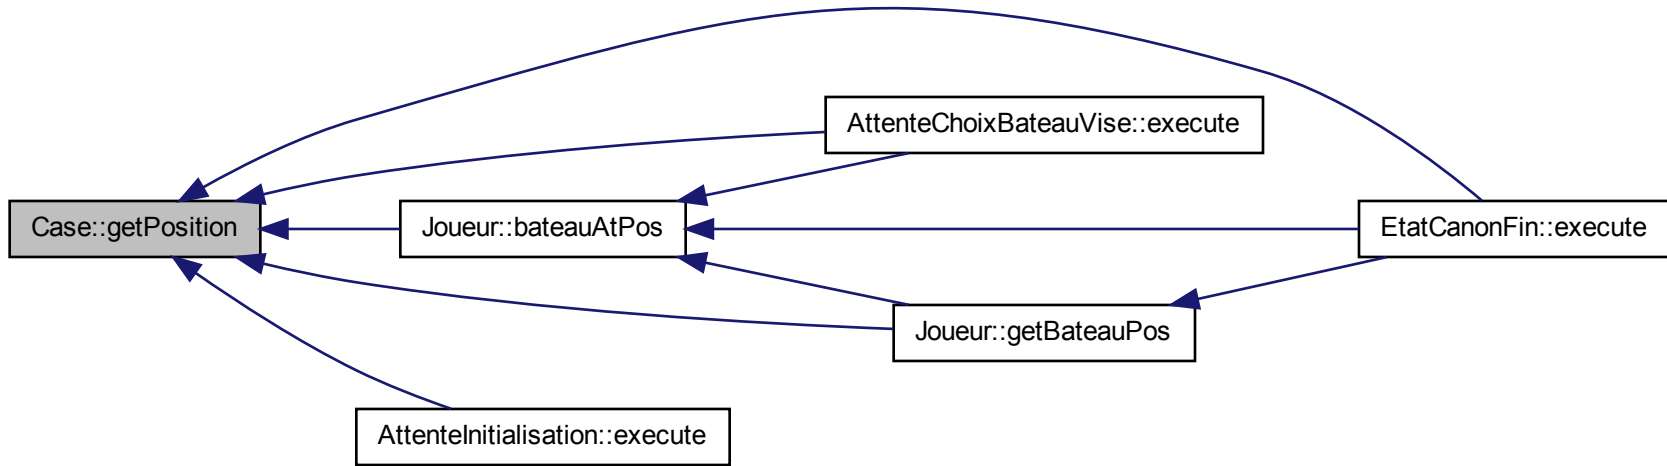 AttenteChoixBateauVise::execute
Case::getPosition
Joueur::bateauAtPos
EtatCanonFin::execute
Joueur::getBateauPos
AttenteInitialisation::execute